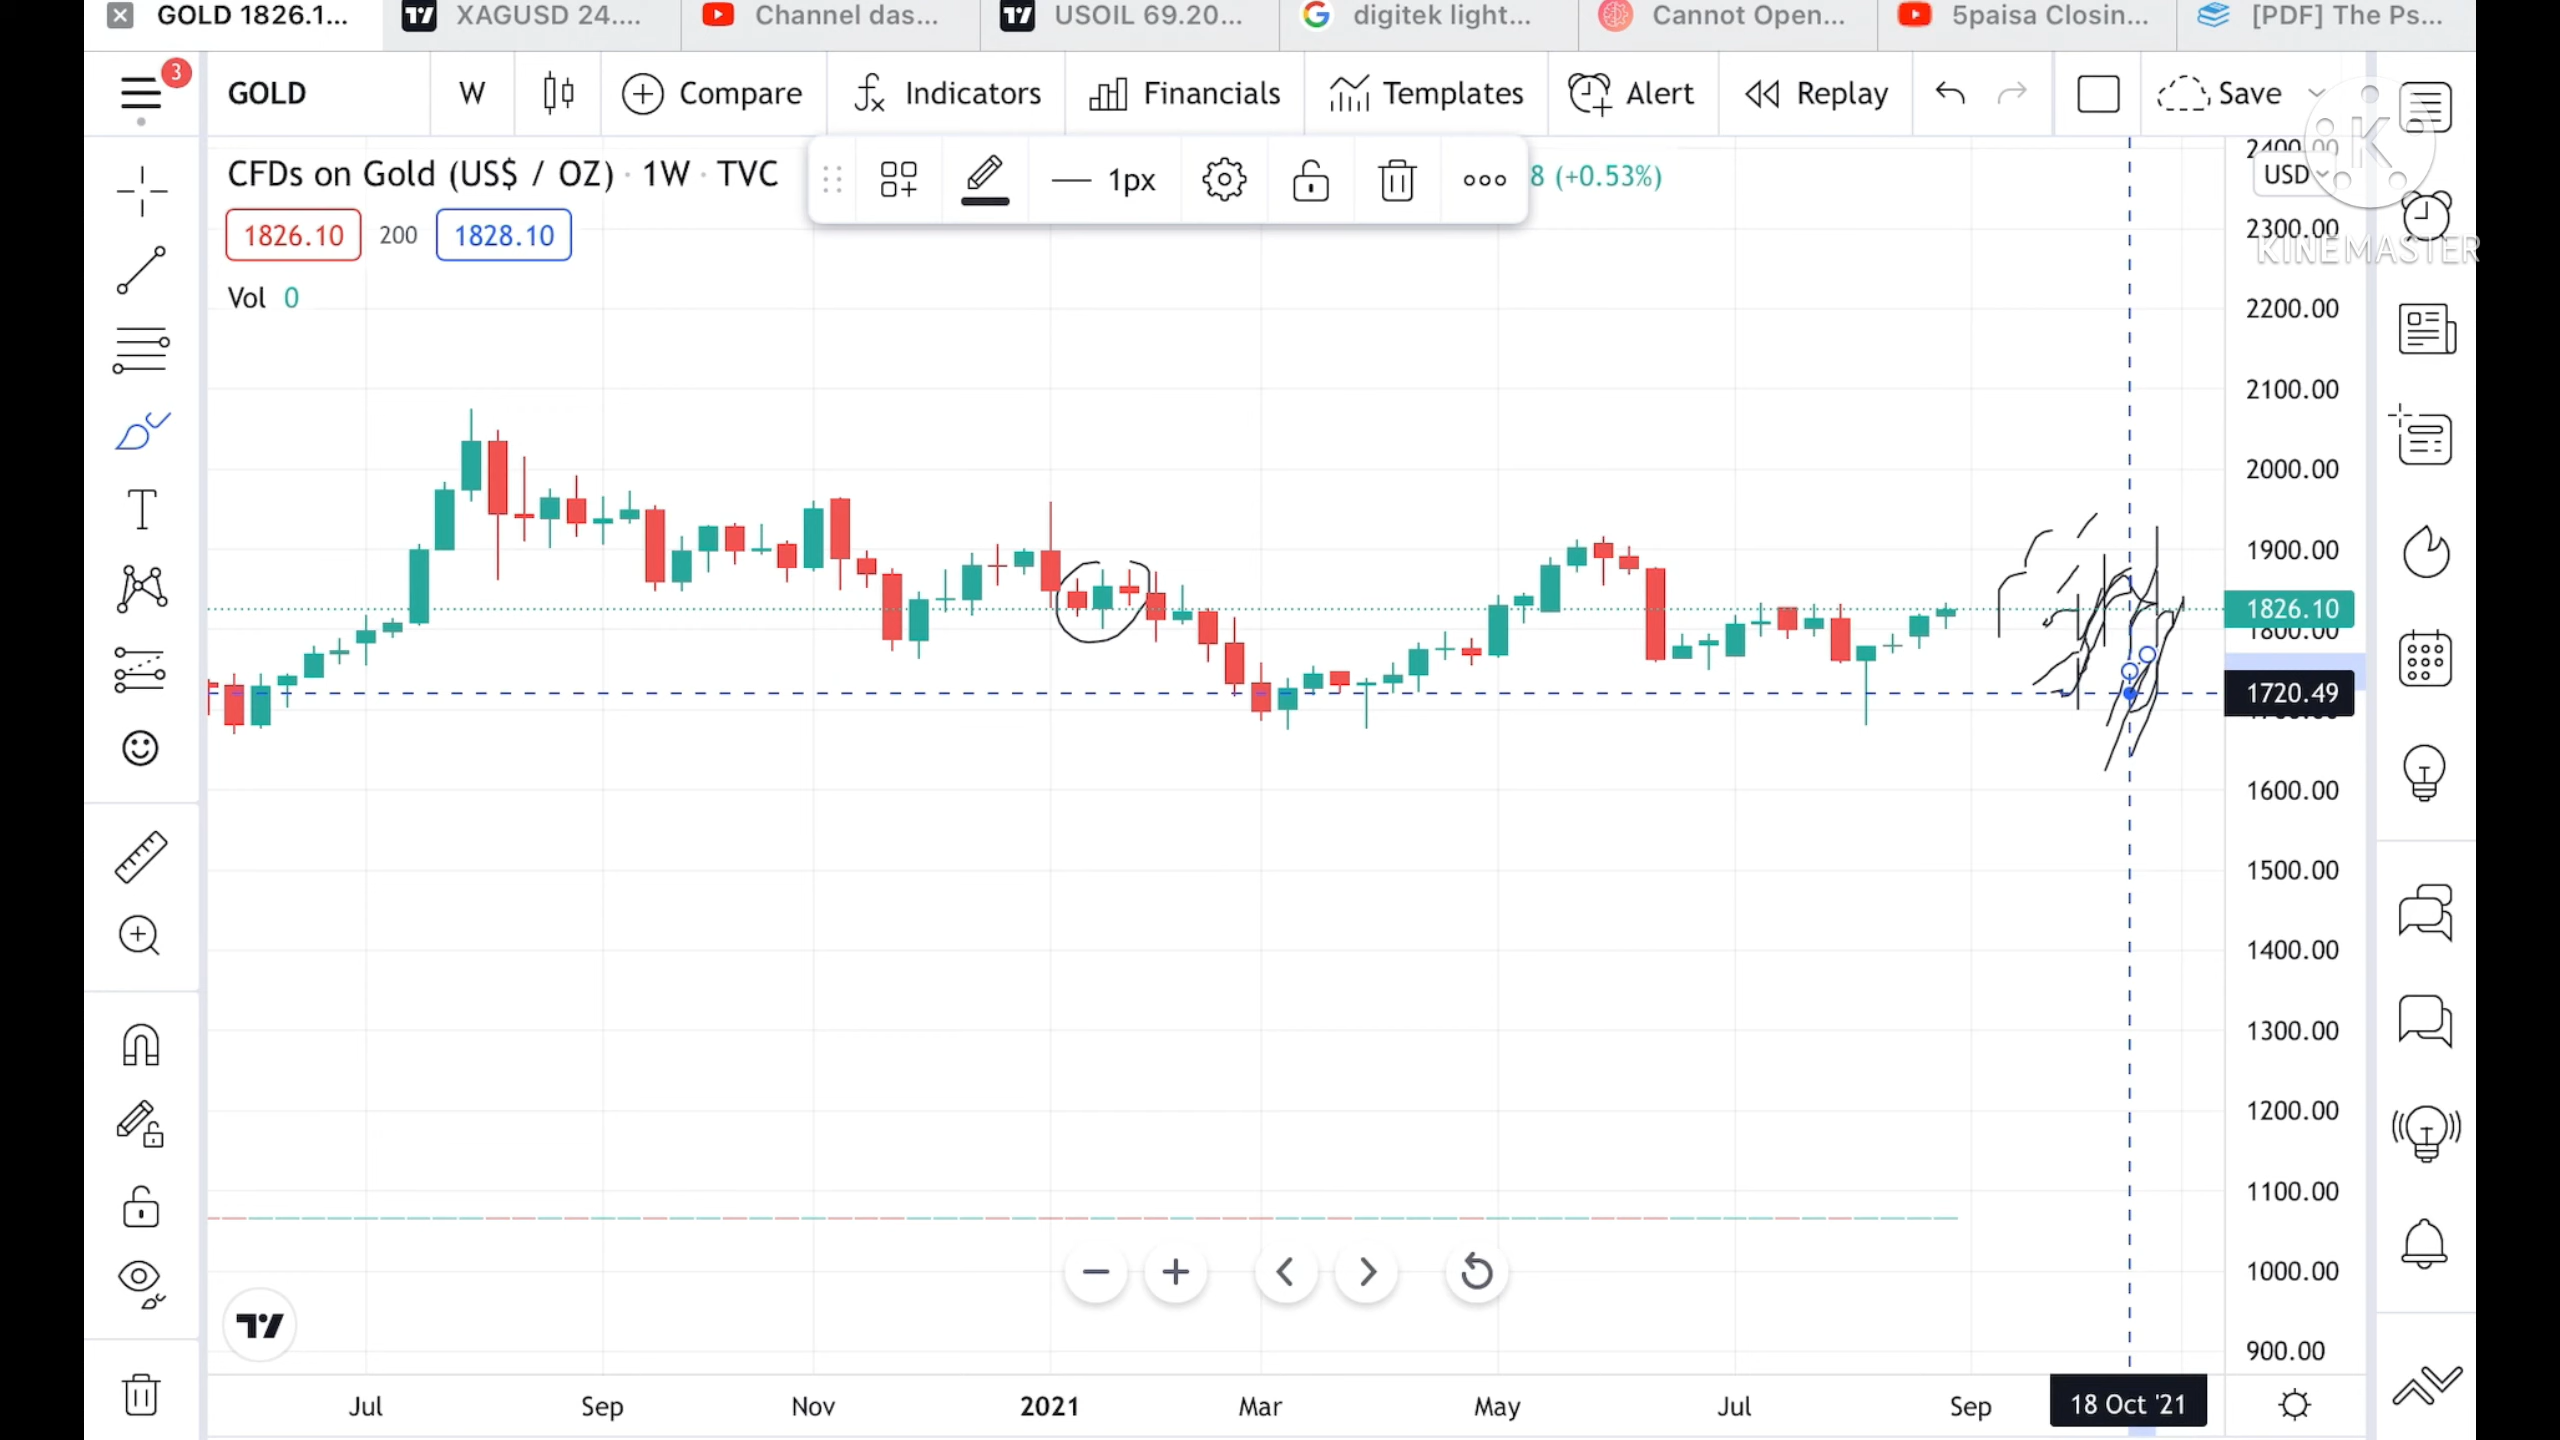 GOLD 1826.1...
XAGUSD 24....
Channel das...
USOIL 69.20...
digitek light...
Cannot Open...
5paisa Closin...
[PDF] The Ps...
3
GOLD
W
Compare
Indicators
Financials
Templates
Alert
Replay
Save
CFDs on Gold (US$ / OZ) · 1W · TVC
1px
8 (+0.53%)
1826.10
200
1828.10
Vol 0
K
KINEMASTER
2400.00
USD
2300.00
2200.00
2100.00
2000.00
1900.00
1826.10
1800.00
1720.49
1600.00
1500.00
1400.00
1300.00
1200.00
1100.00
1000.00
900.00
Jul
Sep
Nov
2021
Mar
May
Jul
Sep
18 Oct '21